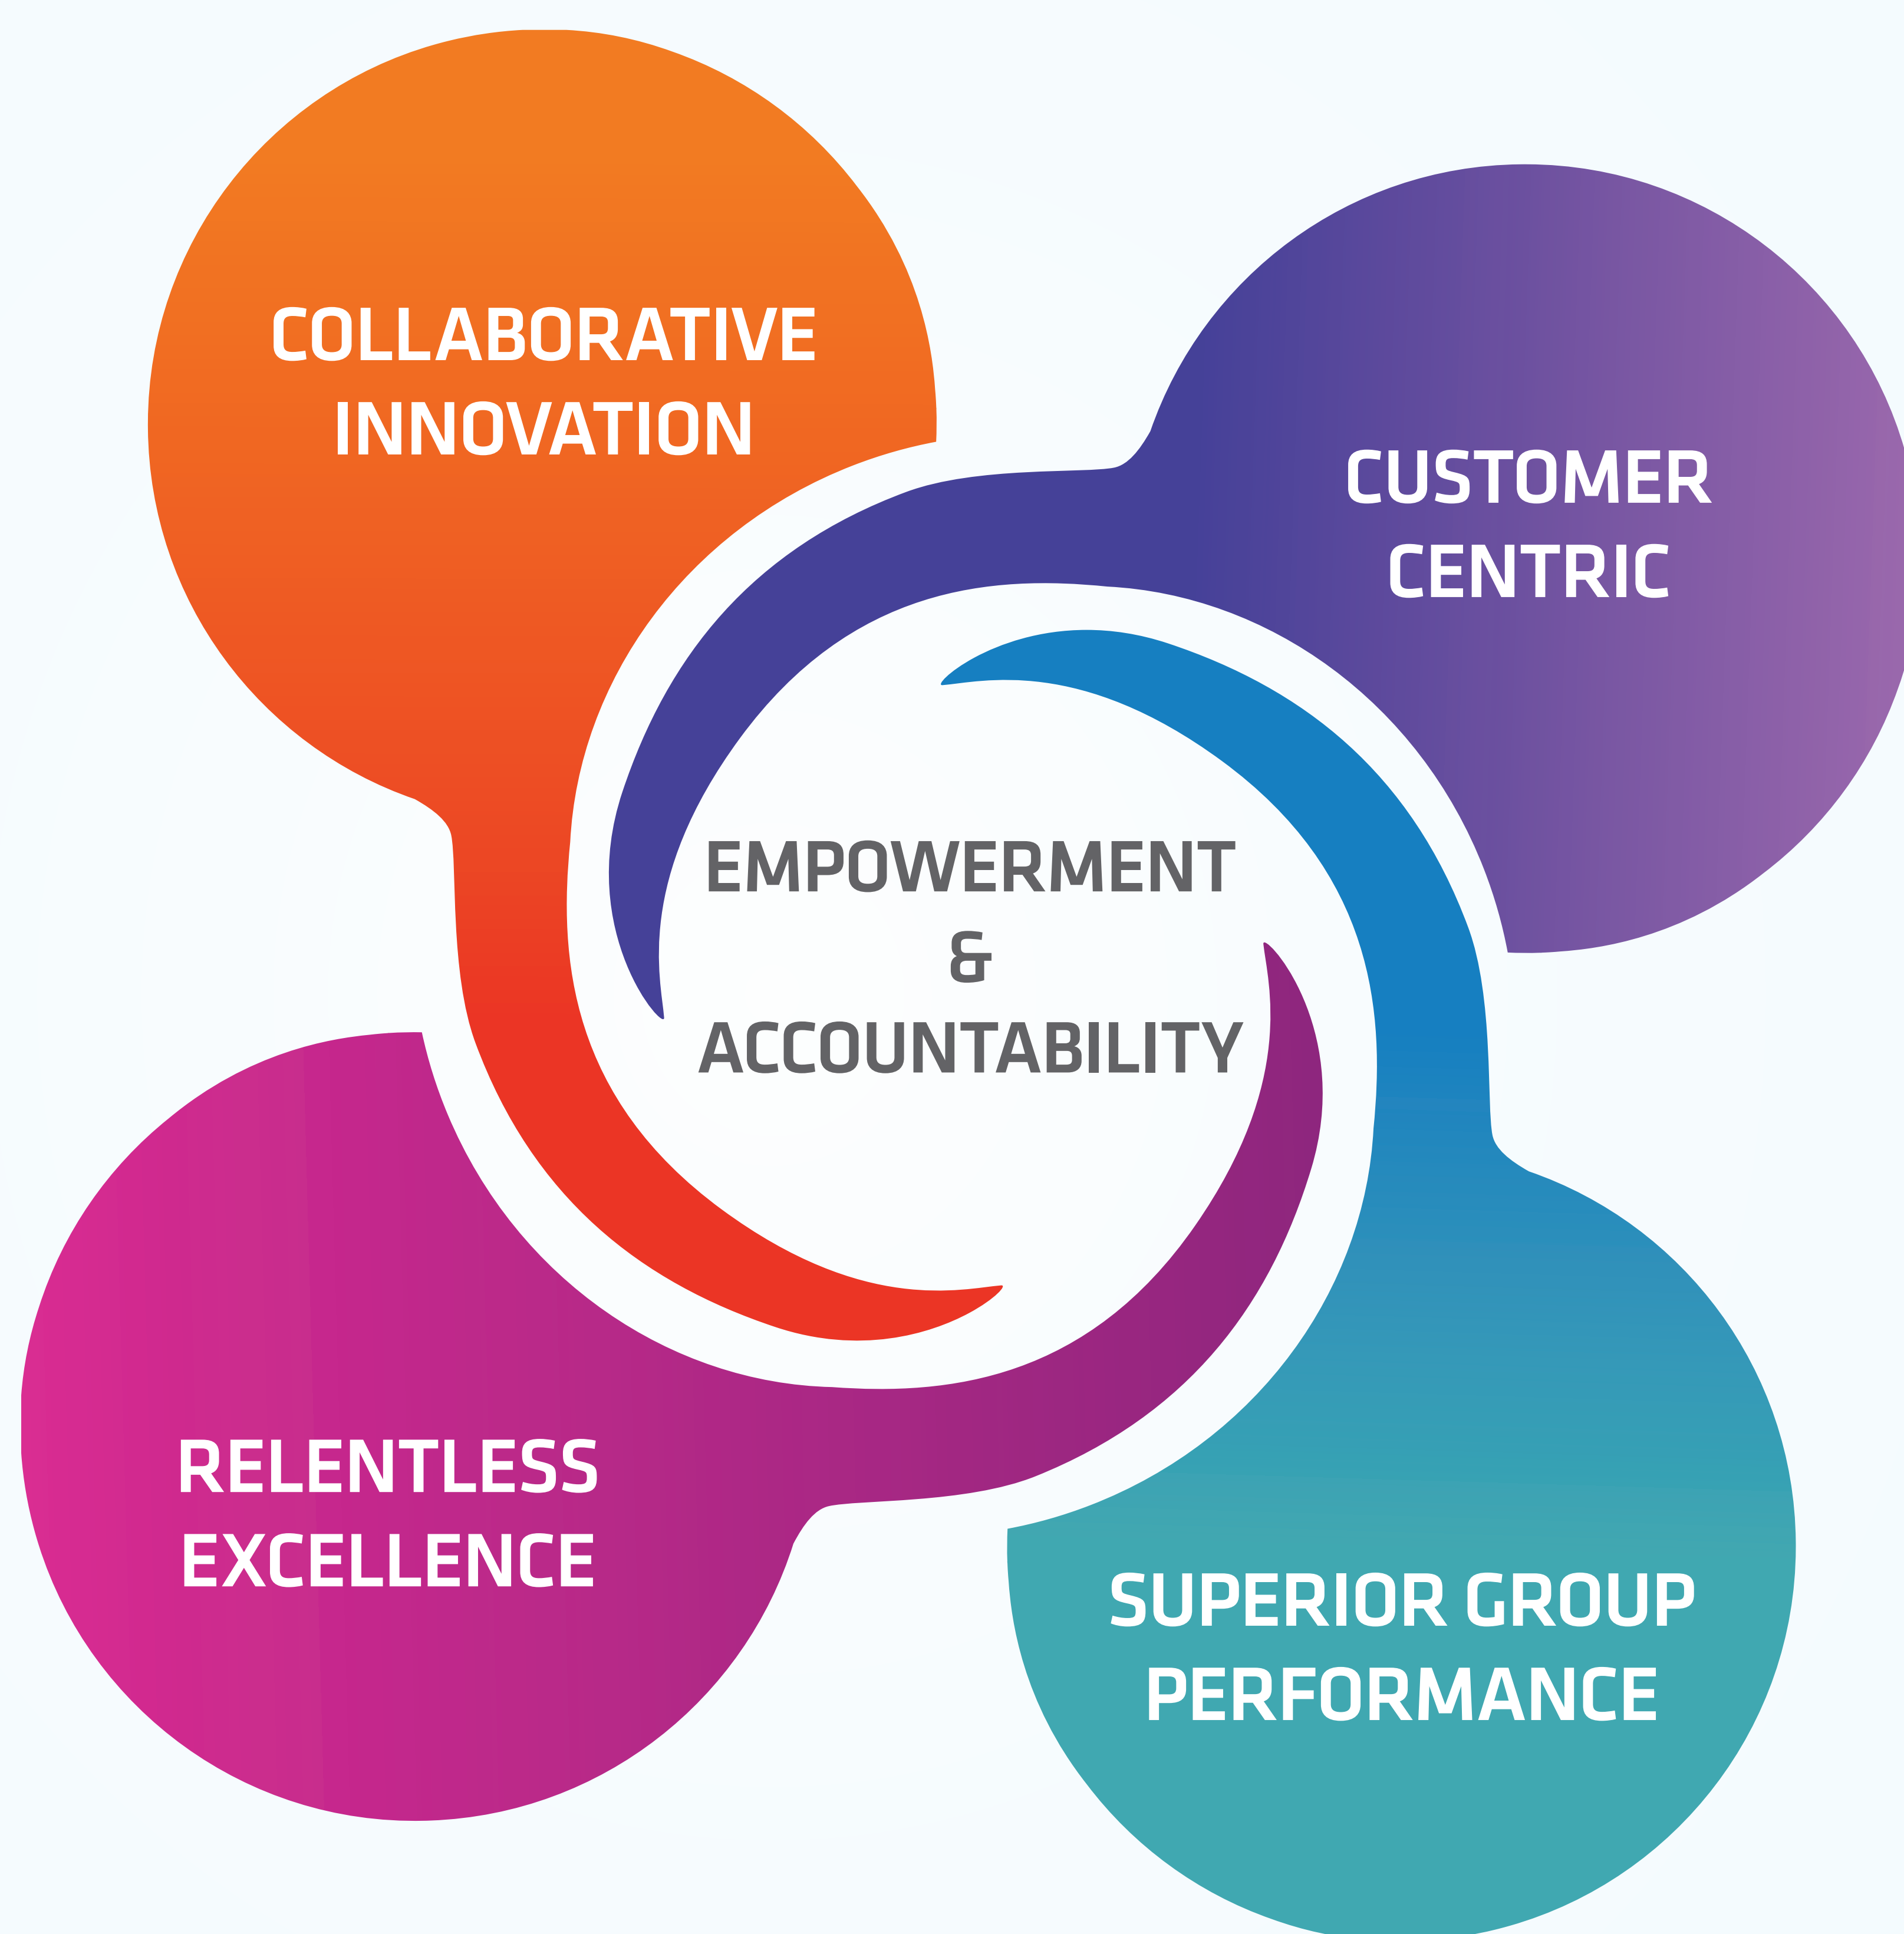 COLLABORATIVE
INNOVATION
CUSTOMER
CENTRIC
EMPOWERMENT
&
ACCOUNTABILITY
RELENTLESS
EXCELLENCE
SUPERIOR GROUP
PERFORMANCE